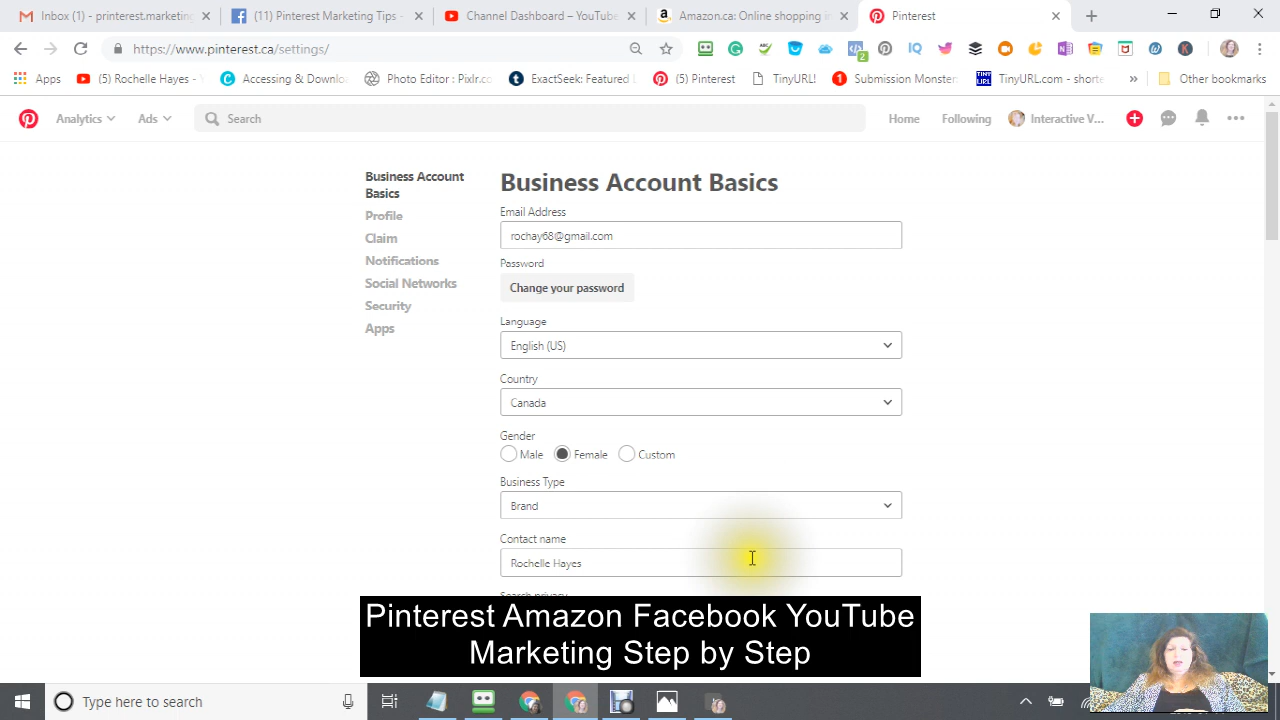 Inbox (1) - printerest.marketin
(11) Pinterest Marketing Tips,
Channel Dashboard - YouTube
Amazon.ca: Online shopping in
Pinterest
https://www.pinterest.ca/settings/
2
Apps
(5) Rochelle Hayes -
Accessing & Downlo
Photo Editor : Pixlr.co
ExactSeek: Featured L
(5) Pinterest
TinyURL!
Submission Monster
TinyURL.com - shorte
Other bookmarks
Analytics
Ads
Search
Home
Following
Interactive V...
Business Account
Basics
Profile
Claim
Notifications
Social Networks
Security
Apps
Business Account Basics
Email Address
rochay68@gmail.com
Password
Change your password
Language
English (US)
Country
Canada
Gender
Male
Female
Custom
Business Type
Brand
Contact name
Rochelle Hayes
Search privacy
Pinterest Amazon Facebook YouTube
Marketing Step by Step
Type here to search